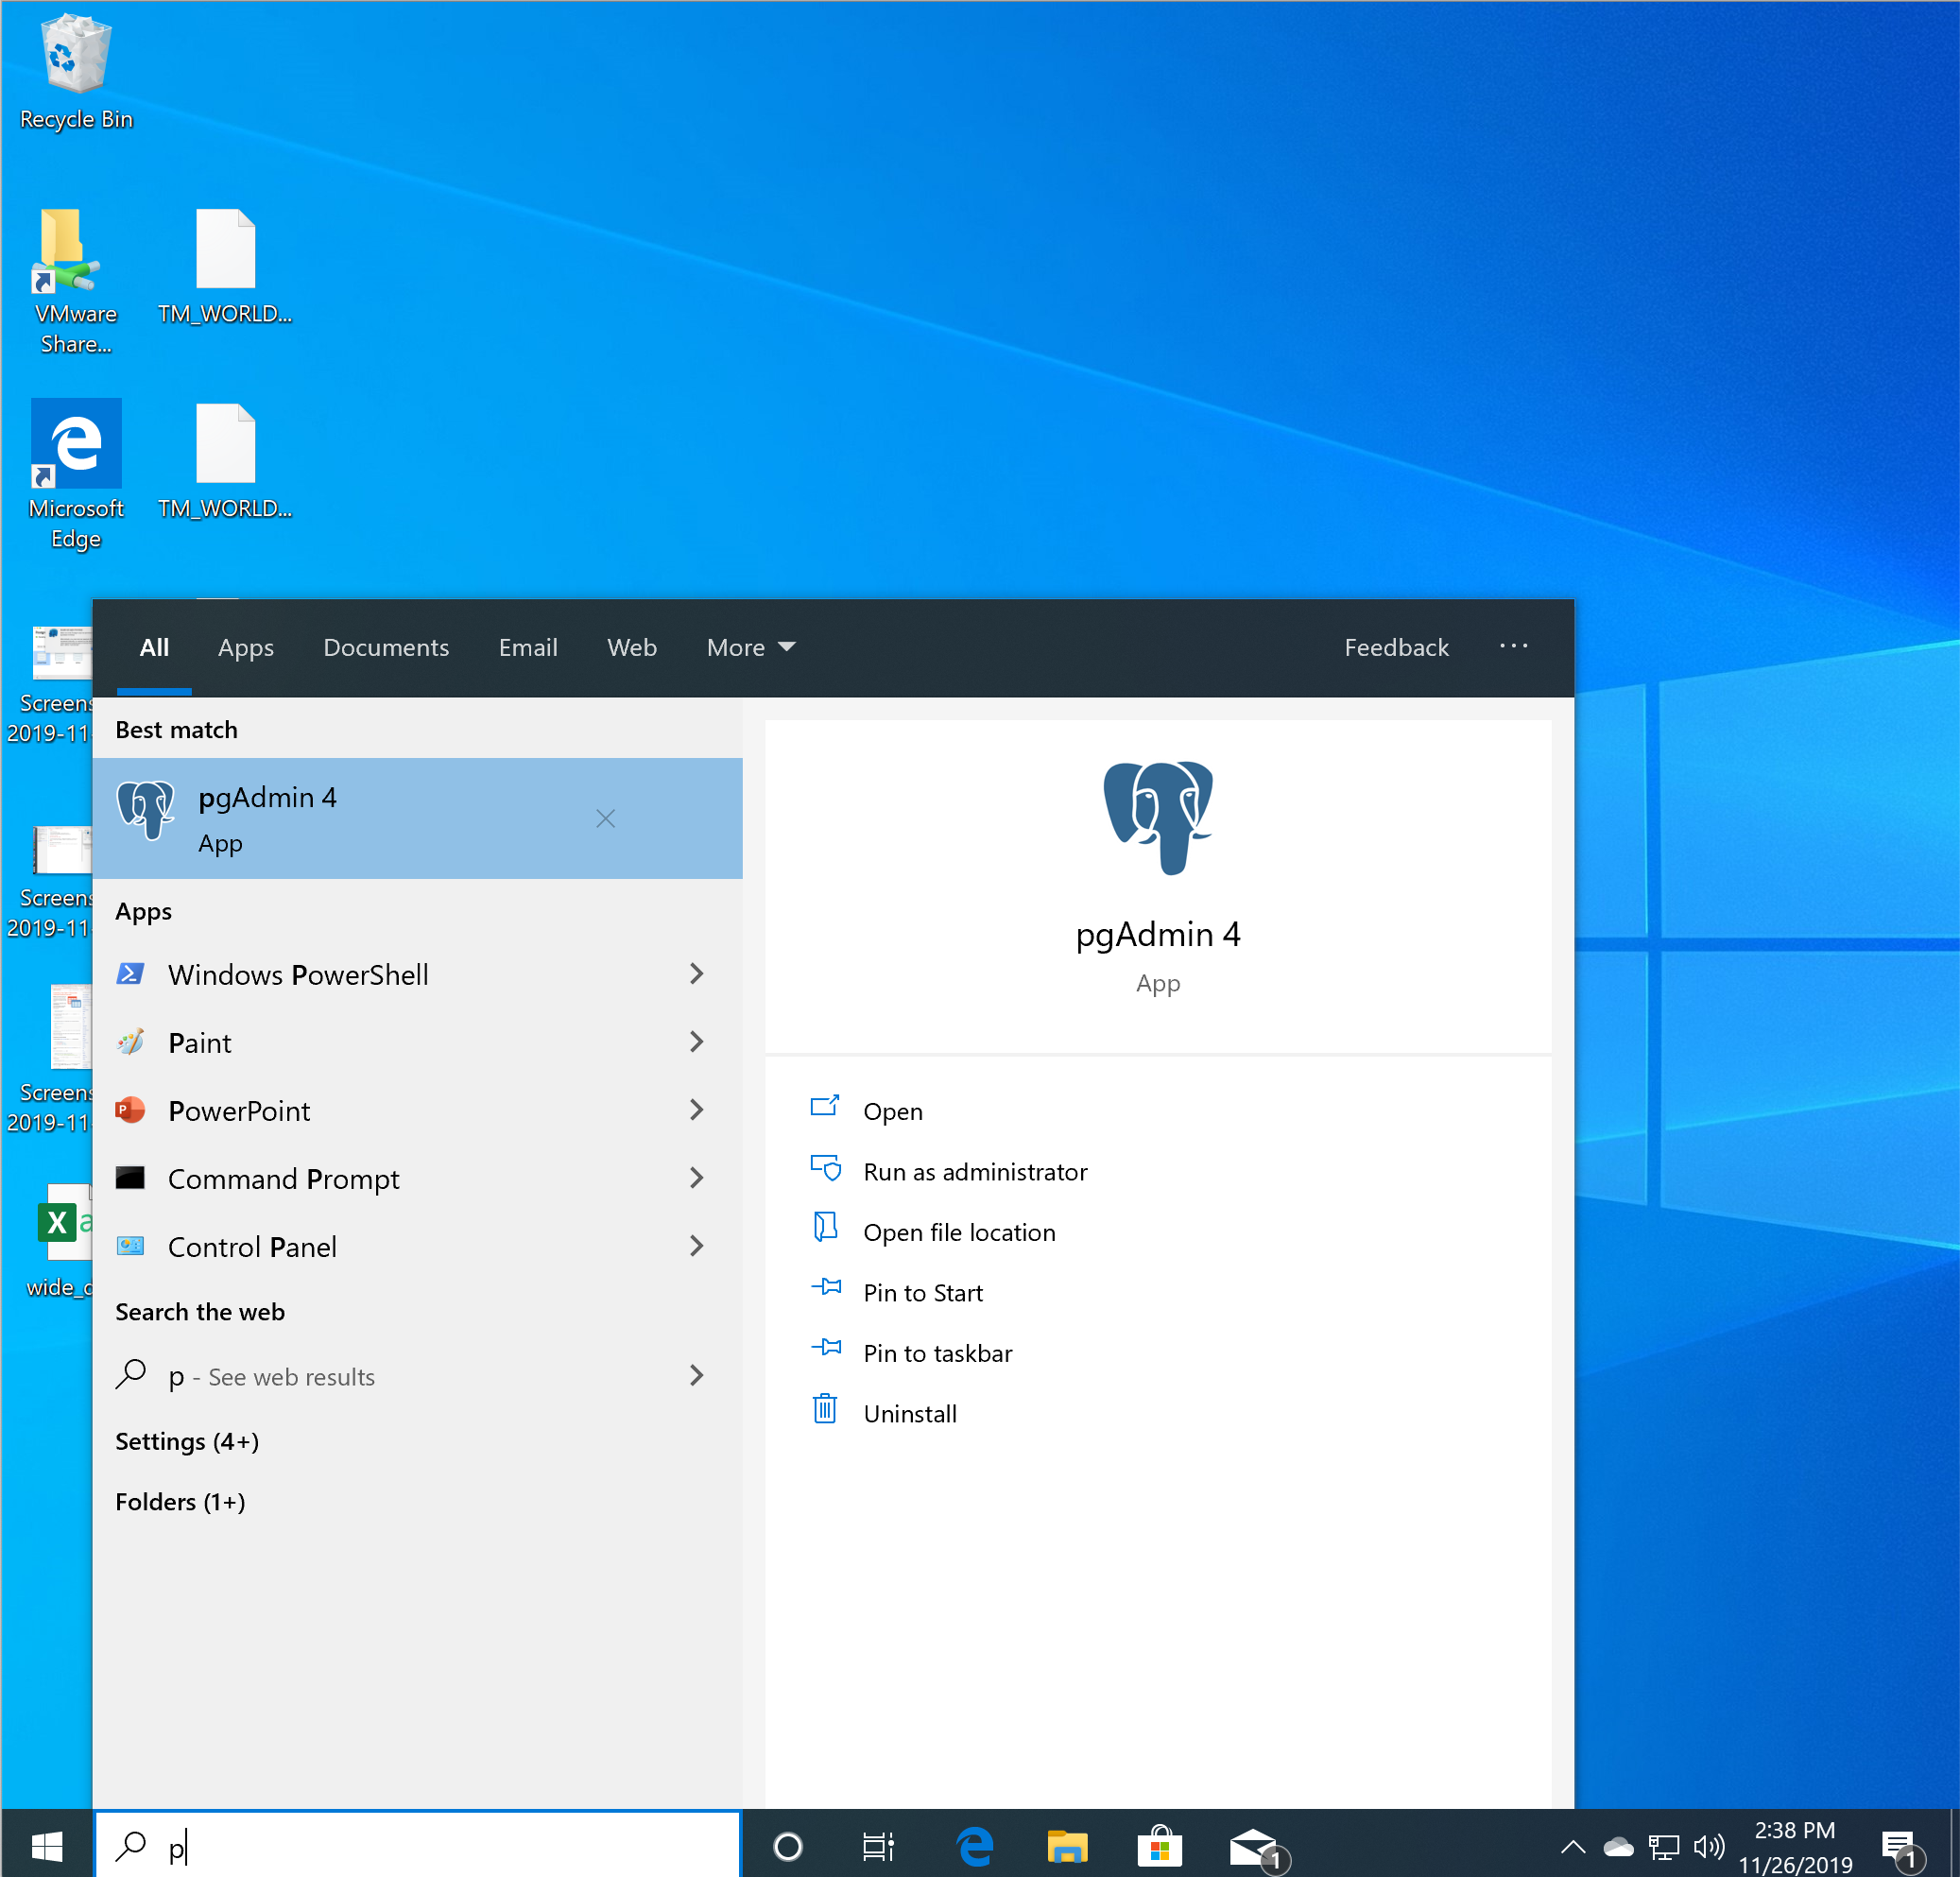 Recycle Bin
VMware
Share...
TM_WORLD...
Microsoft
Edge
TM_WORLD...
Screens
2019-11-
Screens
2019-11-
Screens
2019-11-
X a
wide_d
All Apps Documents Email Web More Feedback ...
Best match
pgAdmin 4
App
Apps
Windows PowerShell
Paint
P PowerPoint
Command Prompt
Control Panel
Search the web
p - See web results
Settings (4+)
Folders (1+)
pgAdmin 4
App
Open
Run as administrator
Open file location
Pin to Start
Pin to taskbar
Uninstall
p
1
2:38 PM
11/26/2019
1